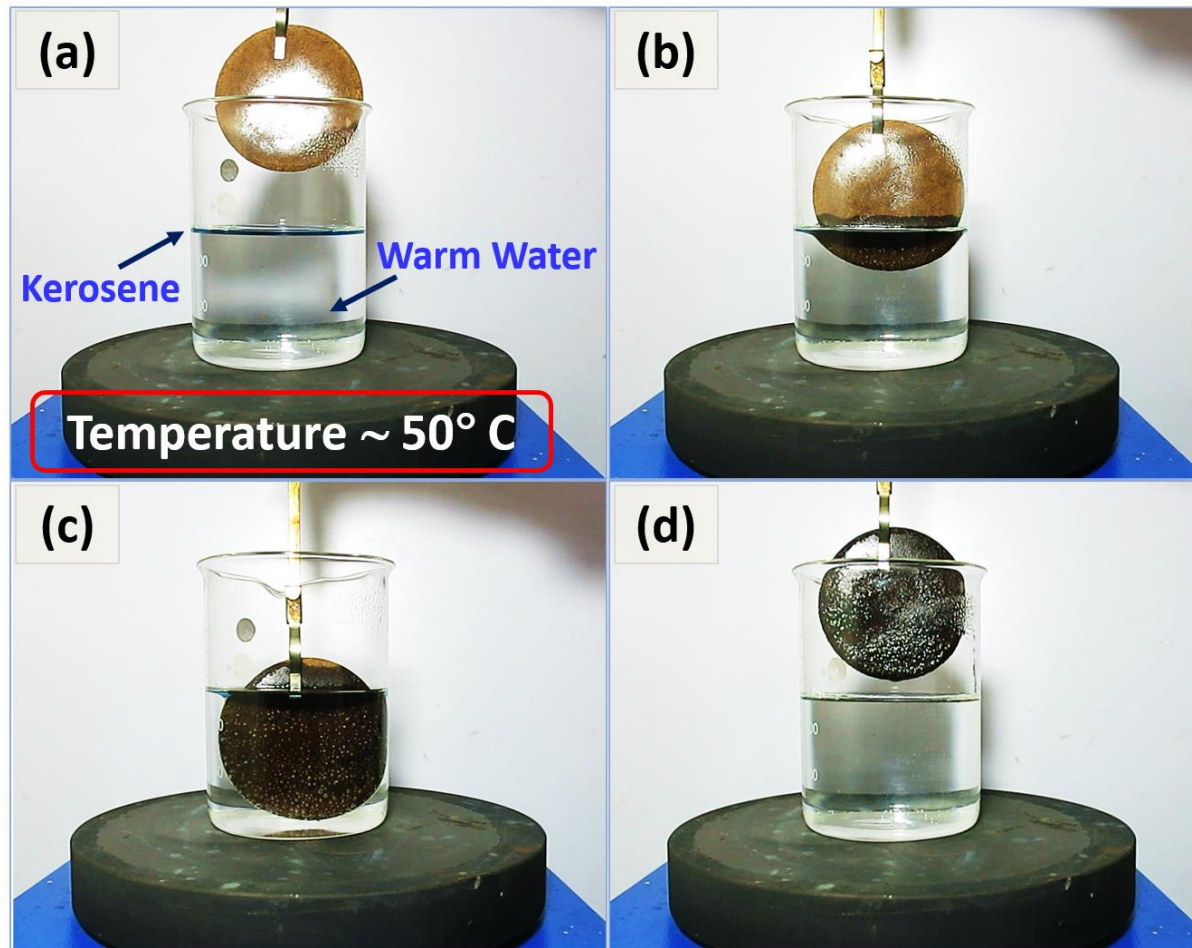 (a)
Kerosene
Warm Water
Temperature ~ 50° C
(b)
(c)
(d)